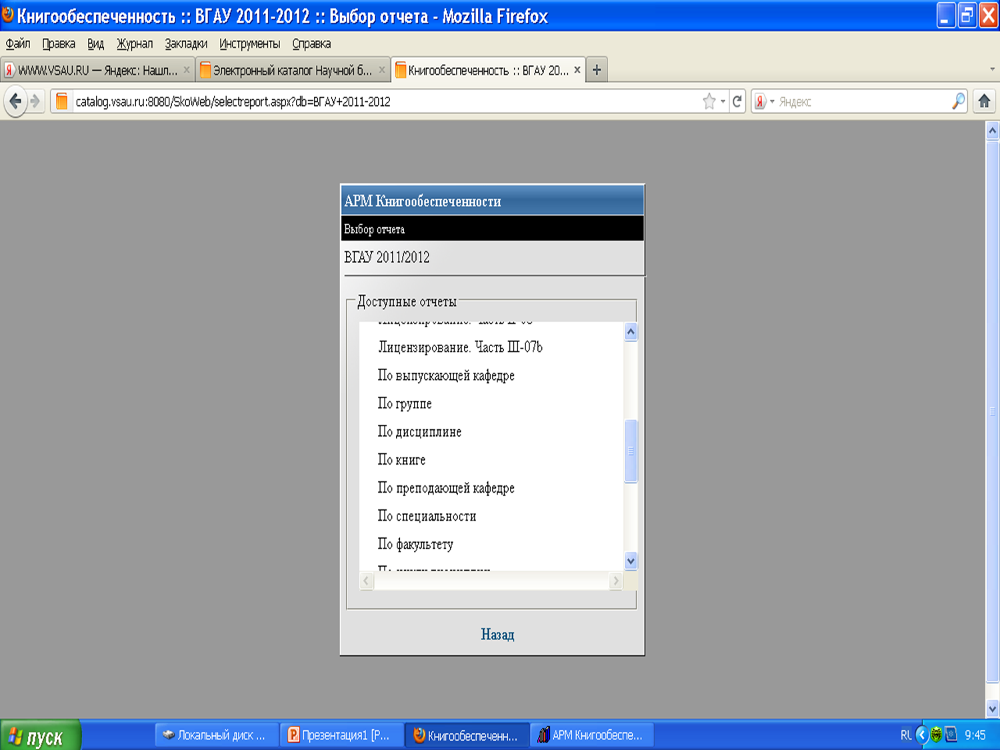 Книгообеспеченность :: ВГАУ 2011-2012 :: Выбор отчета - Mozilla Firefox
Файл Правка Вид Журнал Закладки Инструменты Справка
WWW.VSAU.RU — Яндекс: Нашл... Электронный каталог Научной б... Книгообеспеченность :: ВГАУ 20...
catalog.vsau.ru:8080/SkoWeb/selectreport.aspx?db=ВГАУ+2011-2012 Яндекс
АРМ Книгообеспеченности
Выбор отчета
ВГАУ 2011/2012
Доступные отчеты
Лицензирование. Часть
Лицензирование. Часть III-07b
По выпускающей кафедре
По группе
По дисциплине
По книге
По преподающей кафедре
По специальности
По факультету
Назад
пуск Локальный диск ... Презентация1 [P... Книгообеспеченн... АРМ Книгообеспе... RL 9:45